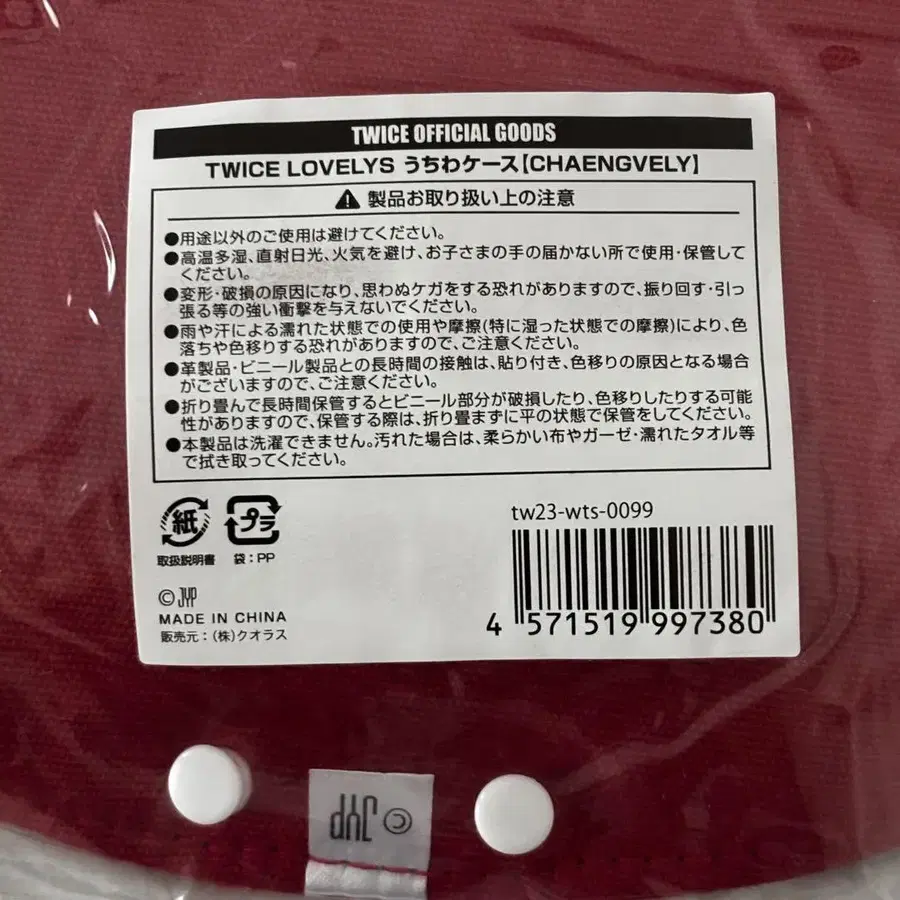 TWICE OFFICIAL GOODS
TWICE LOVELYS うちわケース【CHAENGVELY】
製品お取り扱い上の注意
●用途以外のご使用は避けてください。
●高温多湿、直射日光、火気を避け、お子さまの手の届かない所で使用・保管して
ください。
●変形・破損の原因になり、思わぬケガをする恐れがありますので、振り回す・引っ
張る等の強い衝撃を与えないでください。
●雨や汗による濡れた状態での使用や摩擦(特に湿った状態での摩擦)により、色
落ちや色移りする恐れがありますので、ご注意ください。
●革製品・ビニール製品との長時間の接触は、貼り付き、色移りの原因となる場合
がございますので、ご注意ください。
●折り畳んで長時間保管するとビニール部分が破損したり、色移りしたりする可能
性がありますので、保管する際は、折り畳まずに平の状態で保管をしてください。
●本製品は洗濯できません。汚れた場合は、柔らかい布やガーゼ・濡れたタオル等
で拭き取ってください。
紙
取扱説明書
プラ
袋:PP
tw23-wts-0099
4 571519 997380
©JYP
MADE IN CHINA
販売元:(株)クオラス
©JYP